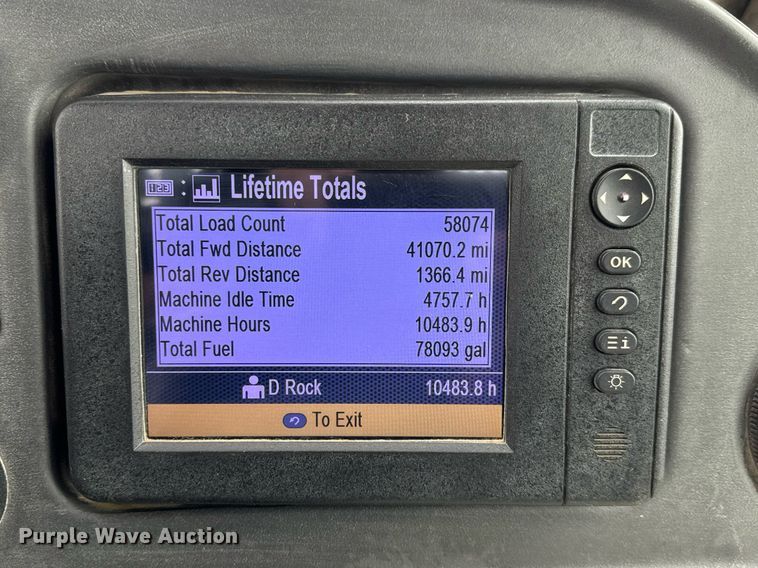 123 : Lifetime Totals
Total Load Count 58074
Total Fwd Distance 41070.2 mi
Total Rev Distance 1366.4 mi
Machine Idle Time 4757.7 h
Machine Hours 10483.9 h
Total Fuel 78093 gal
D Rock 10483.8 h
To Exit
OK
i
Purple Wave Auction